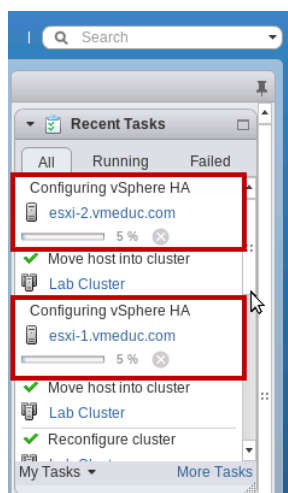 Search
Recent Tasks
All Running Failed
Configuring vSphere HA
esxi-2.vmeduc.com
5 %
Move host into cluster
Lab Cluster
Configuring vSphere HA
esxi-1.vmeduc.com
5 %
Move host into cluster
Lab Cluster
Reconfigure cluster
My Tasks More Tasks